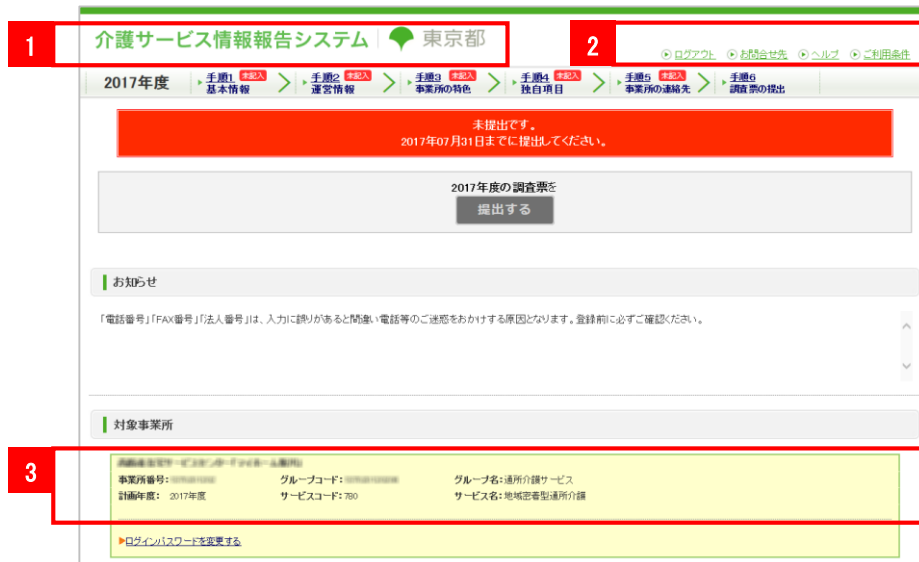 1
介護サービス情報報告システム 東京都
2
ログアウト お問合せ先 ヘルプ ご利用条件
2017年度 手順1 未記入 基本情報 手順2 未記入 運営情報 手順3 未記入 事業所の特色 手順4 未記入 独自項目 手順5 未記入 事業所の連絡先 手順6 調査票の提出
未提出です。
2017年07月31日までに提出してください。
2017年度の調査票を
提出する
お知らせ
「電話番号」「FAX番号」「法人番号」は、入力に誤りがあると間違い電話等のご迷惑をおかけする原因となります。登録前に必ずご確認ください。
対象事業所
3
事業所番号: グループコード: グループ名:通所介護サービス
計画年度: 2017年度 サービスコード:780 サービス名:地域密着型通所介護
ログインパスワードを変更する